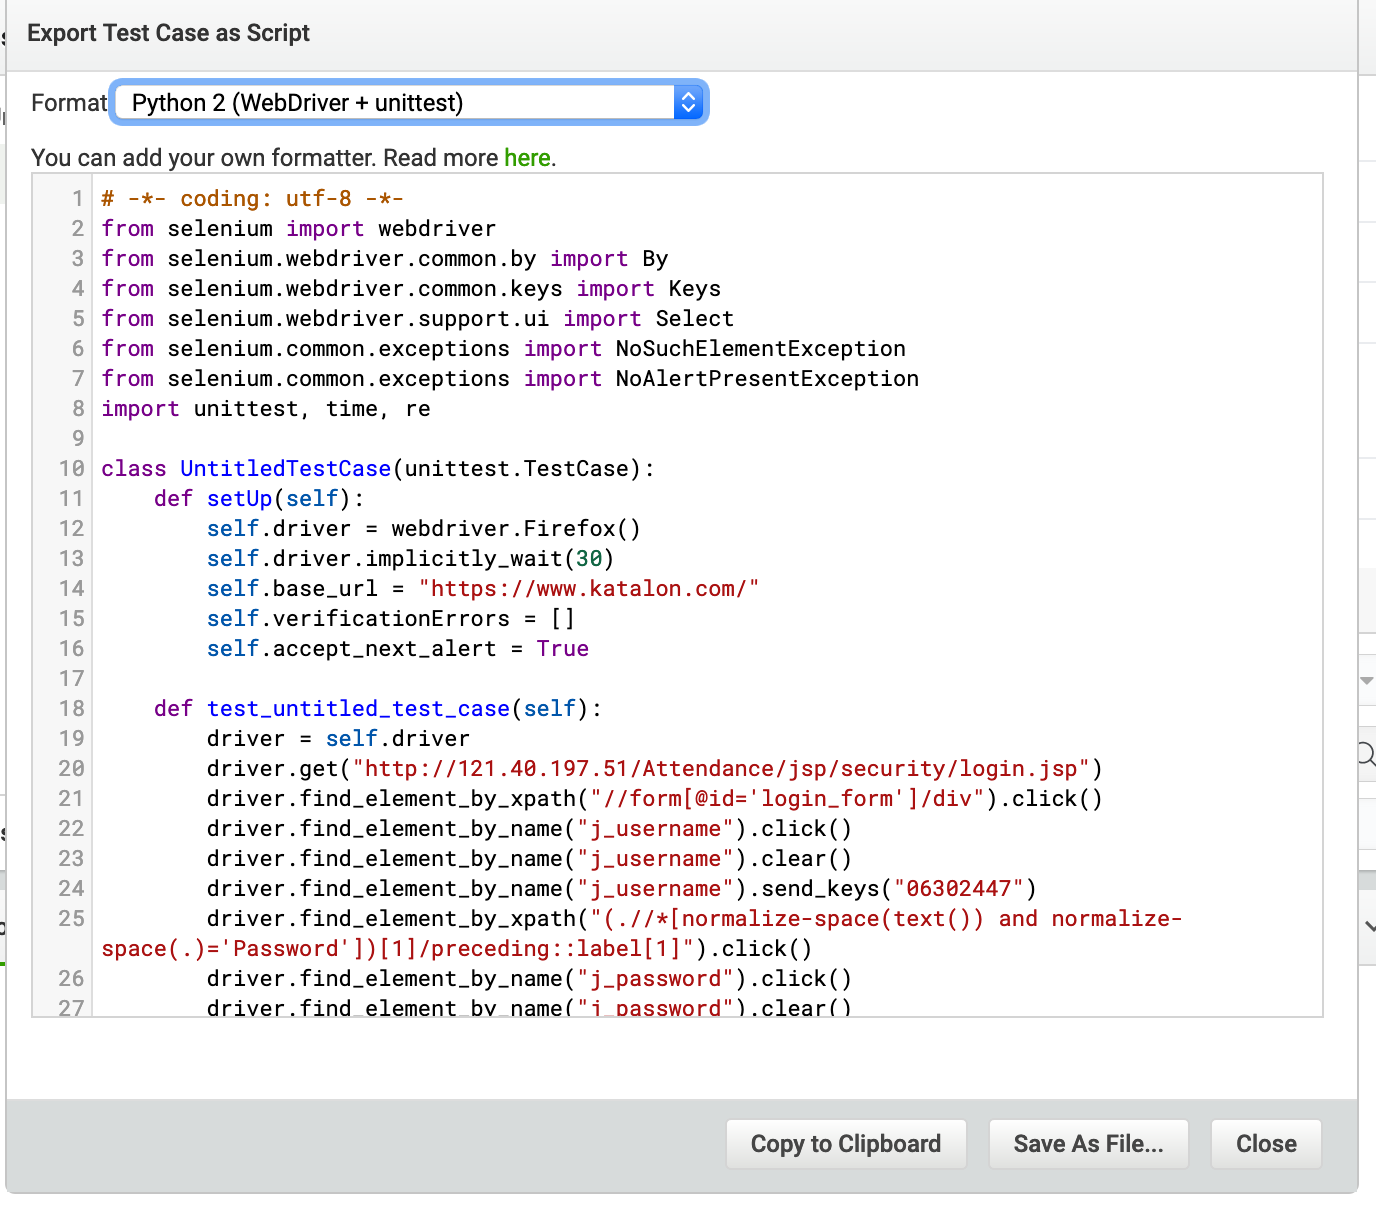 Export Test Case as Script
Format Python 2 (WebDriver + unittest)
You can add your own formatter. Read more here.
1 # -*- coding: utf-8 -*-
2 from selenium import webdriver
3 from selenium.webdriver.common.by import By
4 from selenium.webdriver.common.keys import Keys
5 from selenium.webdriver.support.ui import Select
6 from selenium.common.exceptions import NoSuchElementException
7 from selenium.common.exceptions import NoAlertPresentException
8 import unittest, time, re
9
10 class UntitledTestCase(unittest.TestCase):
11     def setUp(self):
12         self.driver = webdriver.Firefox()
13         self.driver.implicitly_wait(30)
14         self.base_url = "https://www.katalon.com/"
15         self.verificationErrors = []
16         self.accept_next_alert = True
17
18     def test_untitled_test_case(self):
19         driver = self.driver
20         driver.get("http://121.40.197.51/Attendance/jsp/security/login.jsp")
21         driver.find_element_by_xpath("//form[@id='login_form']/div").click()
22         driver.find_element_by_name("j_username").click()
23         driver.find_element_by_name("j_username").clear()
24         driver.find_element_by_name("j_username").send_keys("06302447")
25         driver.find_element_by_xpath("(.//*[normalize-space(text()) and normalize-
space(.)='Password'])[1]/preceding::label[1]").click()
26         driver.find_element_by_name("j_password").click()
27         driver.find_element_by_name("j_password").clear()
Copy to Clipboard
Save As File...
Close